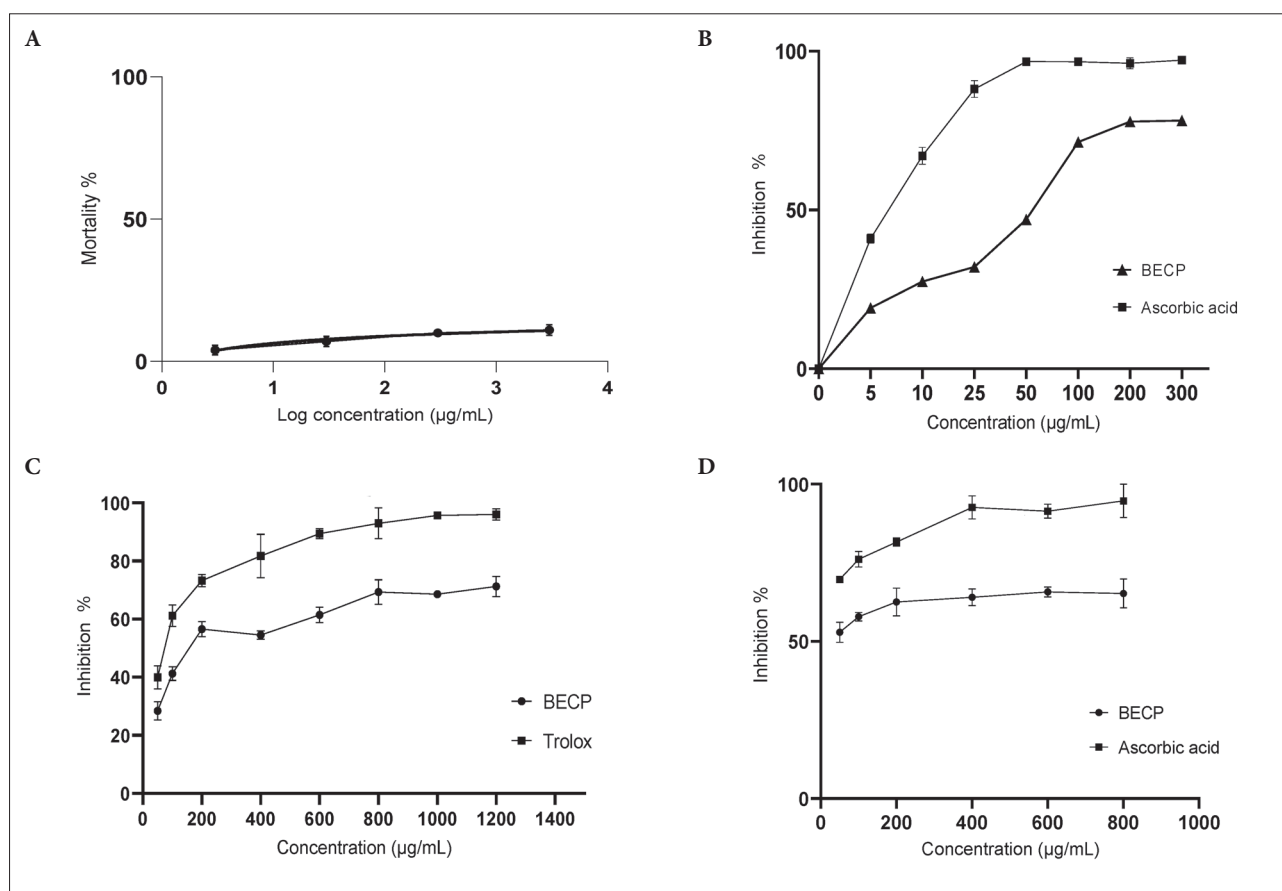 A
100
50
0
Mortality %
0 1 2 3 4
Log concentration (µg/mL)
B
100
50
0
Inhibition %
BECP
Ascorbic acid
0 5 10 25 50 100 200 300
Concentration (µg/mL)
C
100
80
60
40
20
0
Inhibition %
BECP
Trolox
0 200 400 600 800 1000 1200 1400
Concentration (µg/mL)
D
100
50
0
Inhibition %
BECP
Ascorbic acid
0 200 400 600 800 1000
Concentration (µg/mL)